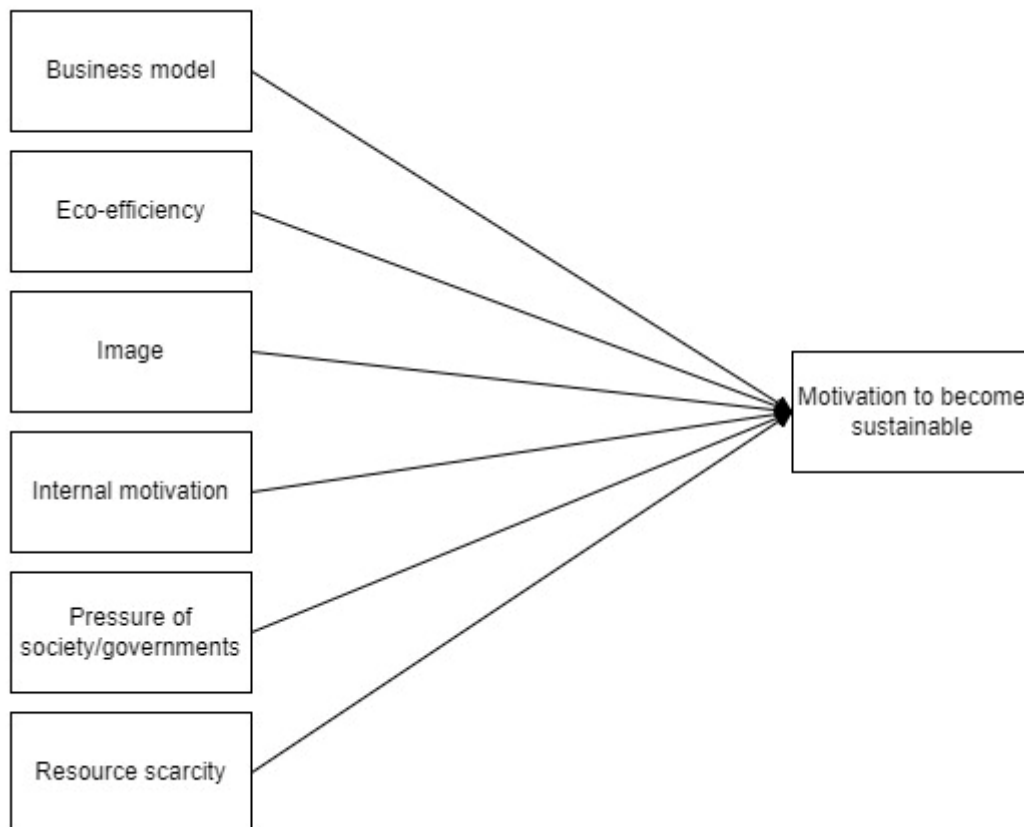 Business model
Eco-efficiency
Image
Internal motivation
Pressure of
society/governments
Resource scarcity
Motivation to become
sustainable